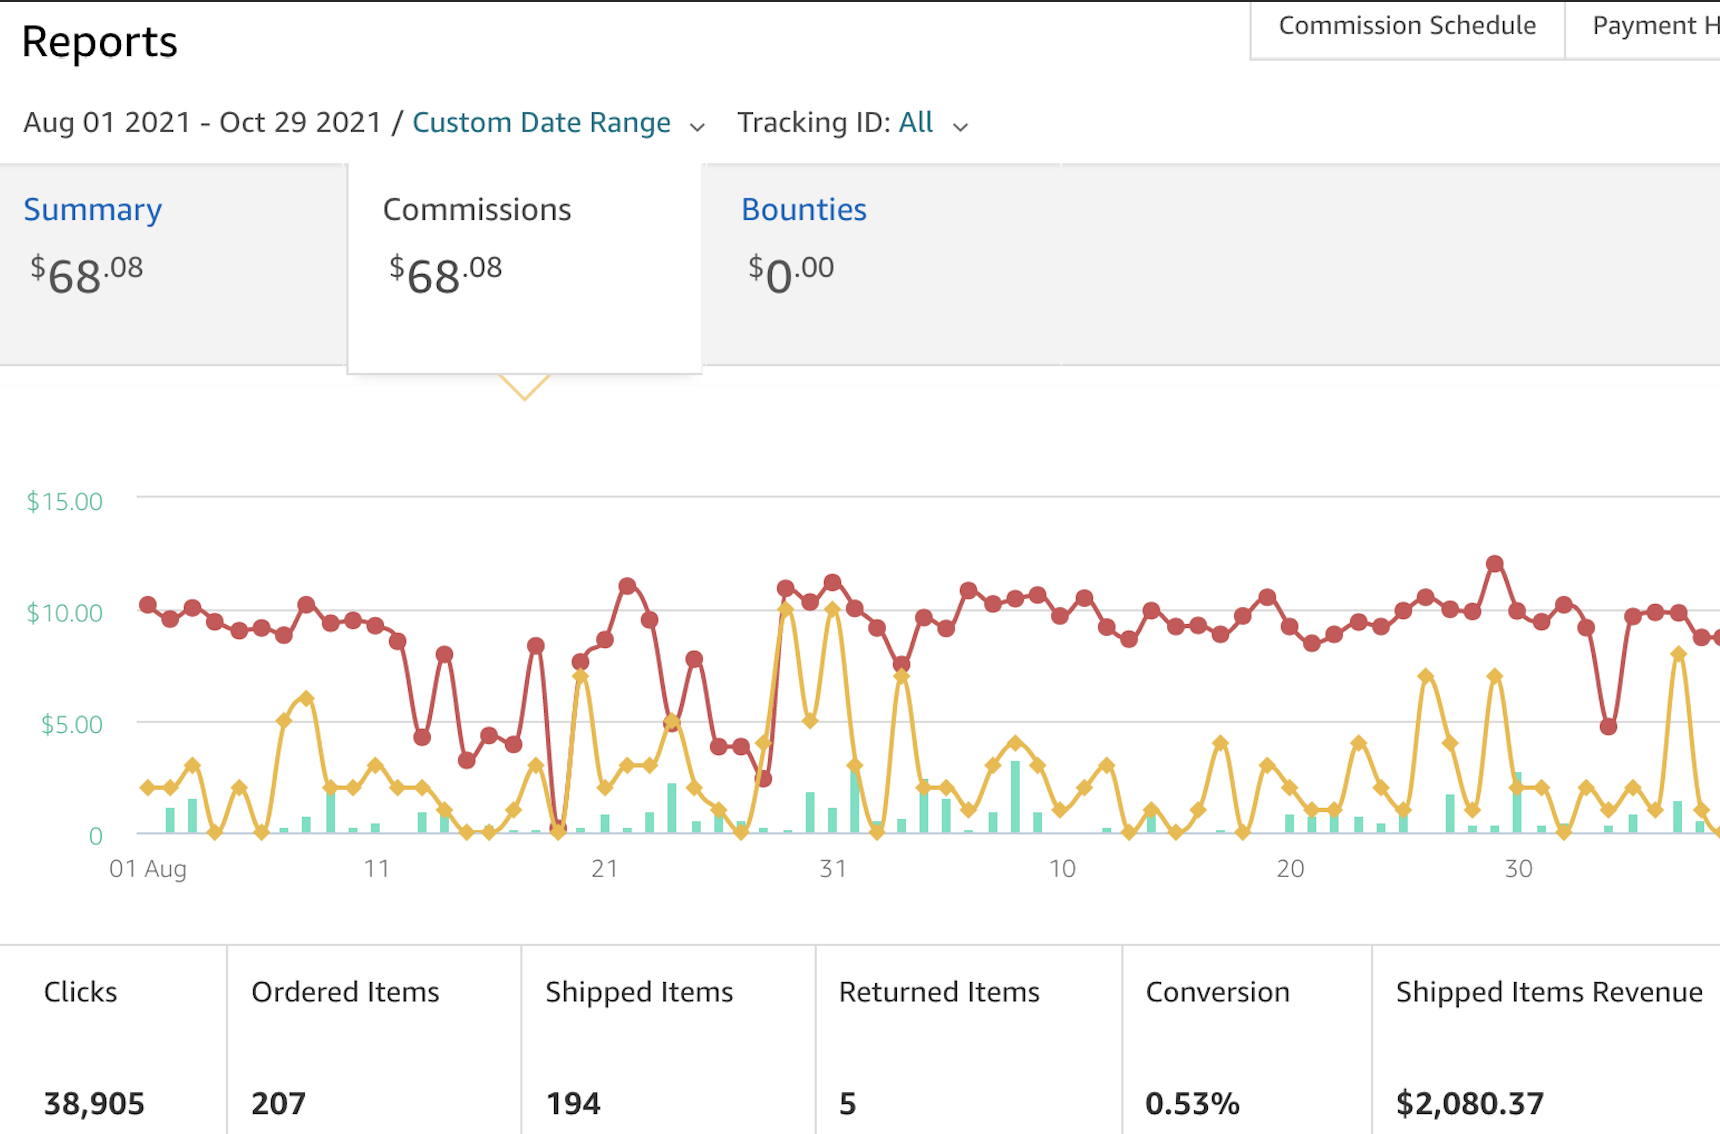 Reports
Commission Schedule
Payment H
Aug 01 2021 - Oct 29 2021 / Custom Date Range
Tracking ID: All
Summary
$68.08
Commissions
$68.08
Bounties
$0.00
$15.00
$10.00
$5.00
0
01 Aug
11
21
31
10
20
30
Clicks
38,905
Ordered Items
207
Shipped Items
194
Returned Items
5
Conversion
0.53%
Shipped Items Revenue
$2,080.37